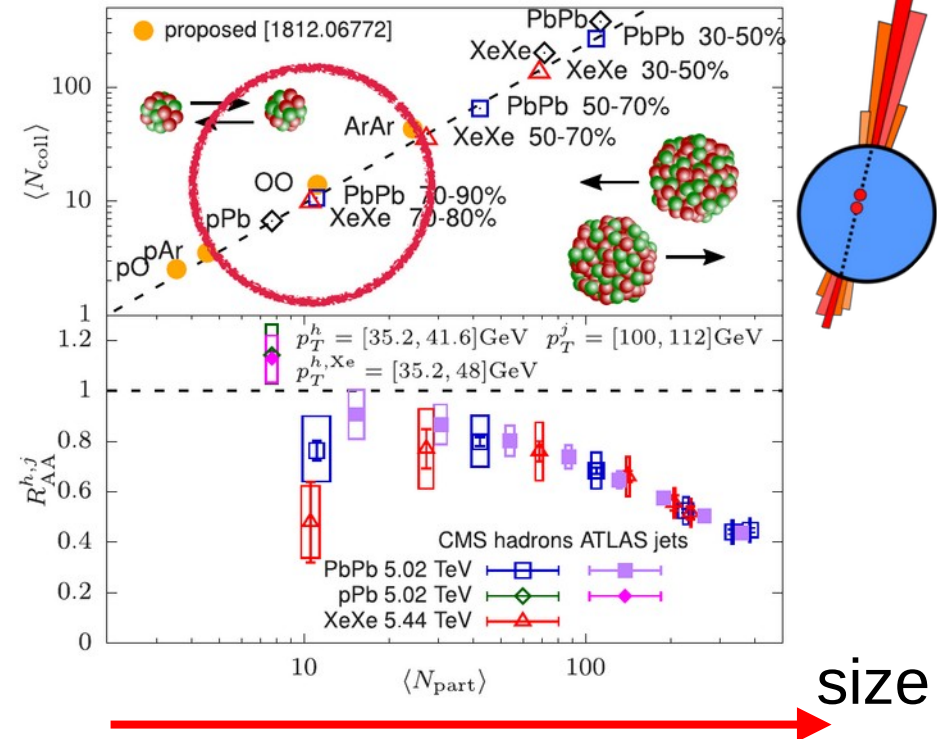 proposed [1812.06772]
PbPb
PbPb 30-50%
XeXe
XeXe 30-50%
100
PbPb 50-70%
ArAr
XeXe 50-70%
⟨N_coll⟩
OO
PbPb 70-90%
10
pPb
XeXe 70-80%
pAr
pO
1
1.2
p_T^h = [35.2, 41.6]GeV p_T^j = [100, 112]GeV
p_T^{h,Xe} = [35.2, 48]GeV
1
0.8
R_AA^{h,j}
0.6
0.4
CMS hadrons ATLAS jets
PbPb 5.02 TeV
0.2
pPb 5.02 TeV
XeXe 5.44 TeV
0
10
100
⟨N_part⟩
size